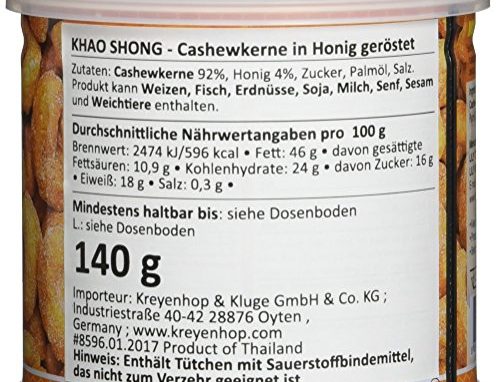 KHAO SHONG - Cashewkerne in Honig geröstet
Zutaten: Cashewkerne 92%, Honig 4%, Zucker, Palmöl, Salz.
Produkt kann Weizen, Fisch, Erdnüsse, Soja, Milch, Senf, Sesam
und Weichtiere enthalten.
Durchschnittliche Nährwertangaben pro 100 g
Brennwert: 2474 kJ/596 kcal • Fett: 46 g • davon gesättigte
Fettsäuren: 10,9 g • Kohlenhydrate: 24 g • davon Zucker: 16 g
• Eiweiß: 18 g • Salz: 0,3 g •
Mindestens haltbar bis: siehe Dosenboden
L.: siehe Dosenboden
140 g
Importeur: Kreyenhop & Kluge GmbH & Co. KG ;
Industriestraße 40-42 28876 Oyten ,
Germany ; www.kreyenhop.com
#8596.01.2017 Product of Thailand
Hinweis: Enthält Tütchen mit Sauerstoffbindemittel,
das nicht zum Verzehr geeignet ist.